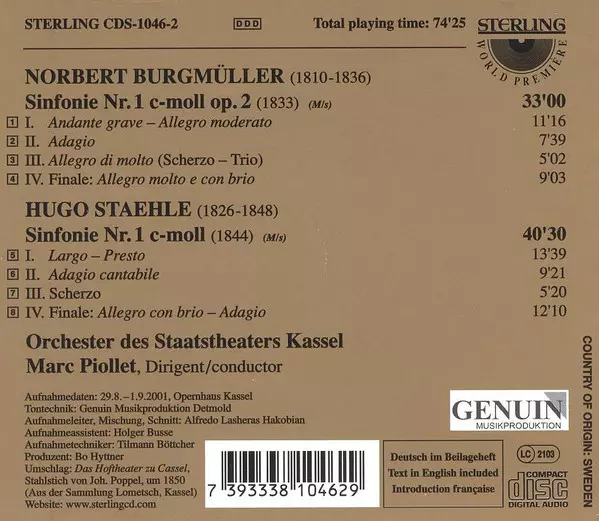 STERLING CDS-1046-2
DDD
Total playing time: 74'25
STERLING
WORLD PREMIERE
NORBERT BURGMÜLLER (1810-1836)
Sinfonie Nr. 1 c-moll op. 2 (1833) (M/s) 33'00
1 I. Andante grave – Allegro moderato 11'16
2 II. Adagio 7'39
3 III. Allegro di molto (Scherzo – Trio) 5'02
4 IV. Finale: Allegro molto e con brio 9'03
HUGO STAEHLE (1826-1848)
Sinfonie Nr. 1 c-moll (1844) (M/s) 40'30
5 I. Largo – Presto 13'39
6 II. Adagio cantabile 9'21
7 III. Scherzo 5'20
8 IV. Finale: Allegro con brio – Adagio 12'10
Orchester des Staatstheaters Kassel
Marc Piollet, Dirigent/conductor
Aufnahmedaten: 29.8.–1.9.2001, Opernhaus Kassel
Tontechnik: Genuin Musikproduktion Detmold
Aufnahmeleiter, Mischung, Schnitt: Alfredo Lasheras Hakobian
Aufnahmeassistent: Holger Busse
Aufnahmetechniker: Tilmann Böttcher
Produzent: Bo Hyttner
Umschlag: Das Hoftheater zu Cassel,
Stahlstich von Joh. Poppel, um 1850
(Aus der Sammlung Lometsch, Kassel)
Website: www.sterlingcd.com
7 393338 104629
Deutsch im Beilageheft
Text in English included
Introduction française
GENUIN
MUSIKPRODUKTION
LC 2103
COMPACT
disc
DIGITAL AUDIO
COUNTRY OF ORIGIN: SWEDEN